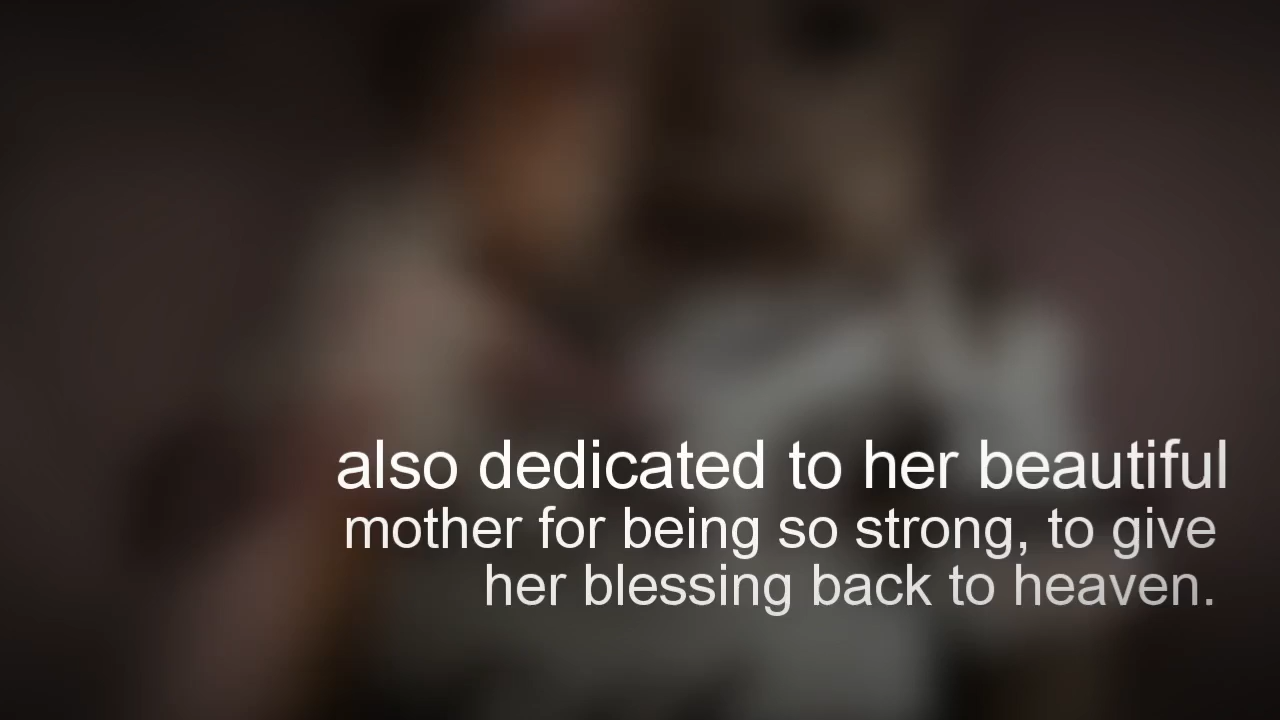 also dedicated to her beautiful
mother for being so strong, to give
her blessing back to heaven.